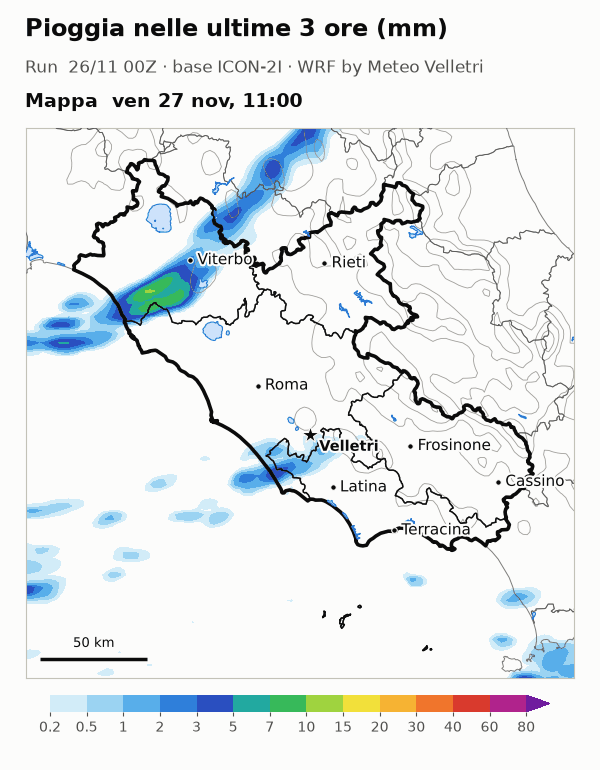 Pioggia nelle ultime 3 ore (mm)
Run  26/11 00Z · base ICON-2I · WRF by Meteo Velletri
Mappa  ven 27 nov, 11:00
Viterbo
Rieti
Roma
Velletri
Frosinone
Latina
Cassino
Terracina
50 km
0.2 0.5 1 2 3 5 7 10 15 20 30 40 60 80